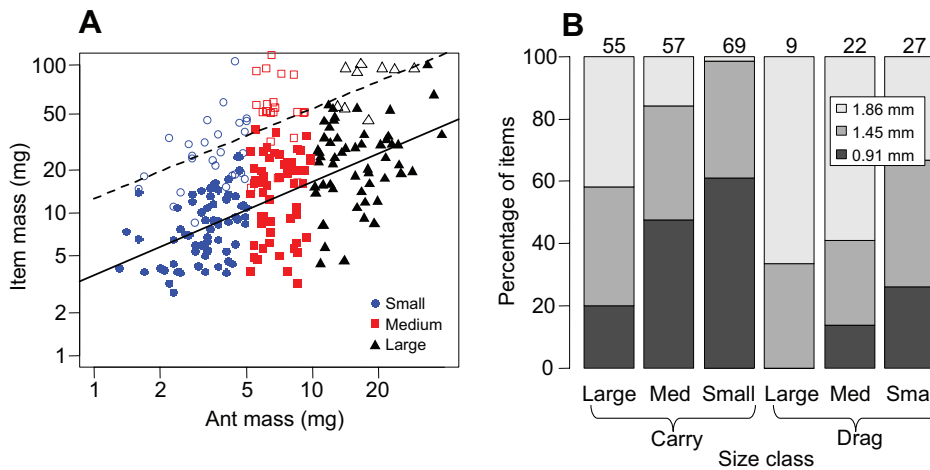 A
Item mass (mg)
100
50
20
10
5
2
1
Small
Medium
Large
1 2 5 10 20
Ant mass (mg)
B
Percentage of items
55 57 69 9 22 27
100
80
60
40
20
0
1.86 mm
1.45 mm
0.91 mm
Large Med Small Large Med Smal
Carry Drag
Size class